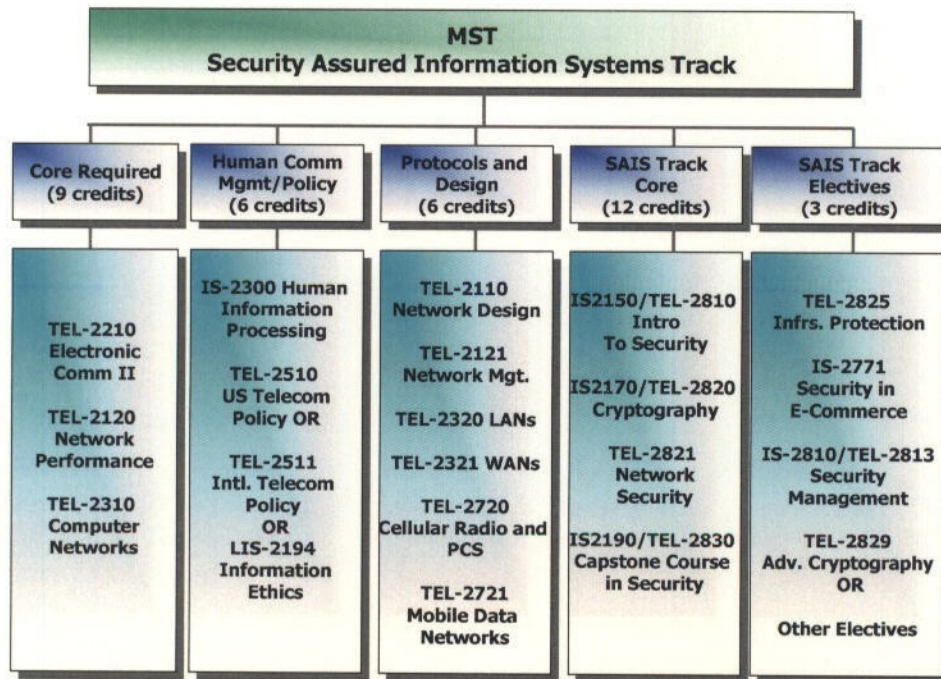 MST
Security Assured Information Systems Track
Core Required
(9 credits)
Human Comm
Mgmt/Policy
(6 credits)
Protocols and
Design
(6 credits)
SAIS Track
Core
(12 credits)
SAIS Track
Electives
(3 credits)
TEL-2210
Electronic
Comm II
TEL-2120
Network
Performance
TEL-2310
Computer
Networks
IS-2300 Human
Information
Processing
TEL-2510
US Telecom
Policy OR
TEL-2511
Intl. Telecom
Policy
OR
LIS-2194
Information
Ethics
TEL-2110
Network Design
TEL-2121
Network Mgt.
TEL-2320 LANs
TEL-2321 WANs
TEL-2720
Cellular Radio and
PCS
TEL-2721
Mobile Data
Networks
IS2150/TEL-2810
Intro
To Security
IS2170/TEL-2820
Cryptography
TEL-2821
Network
Security
IS2190/TEL-2830
Capstone Course
in Security
TEL-2825
Infrs. Protection
IS-2771
Security in
E-Commerce
IS-2810/TEL-2813
Security
Management
TEL-2829
Adv. Cryptography
OR
Other Electives